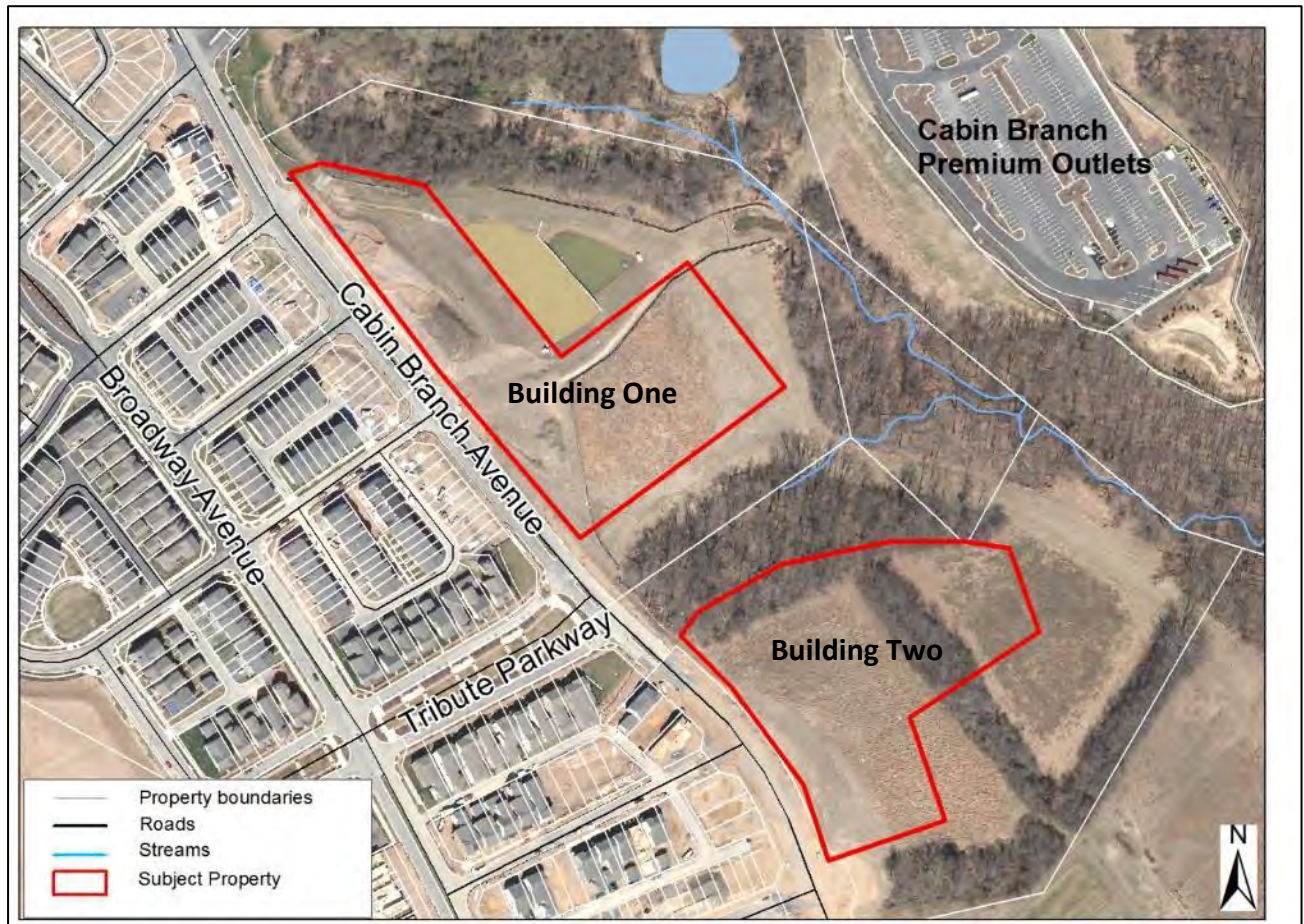 Cabin Branch
Premium Outlets
Cabin Branch Avenue
Building One
Broadway Avenue
Building Two
Tribute Parkway
Property boundaries
Roads
Streams
Subject Property
N